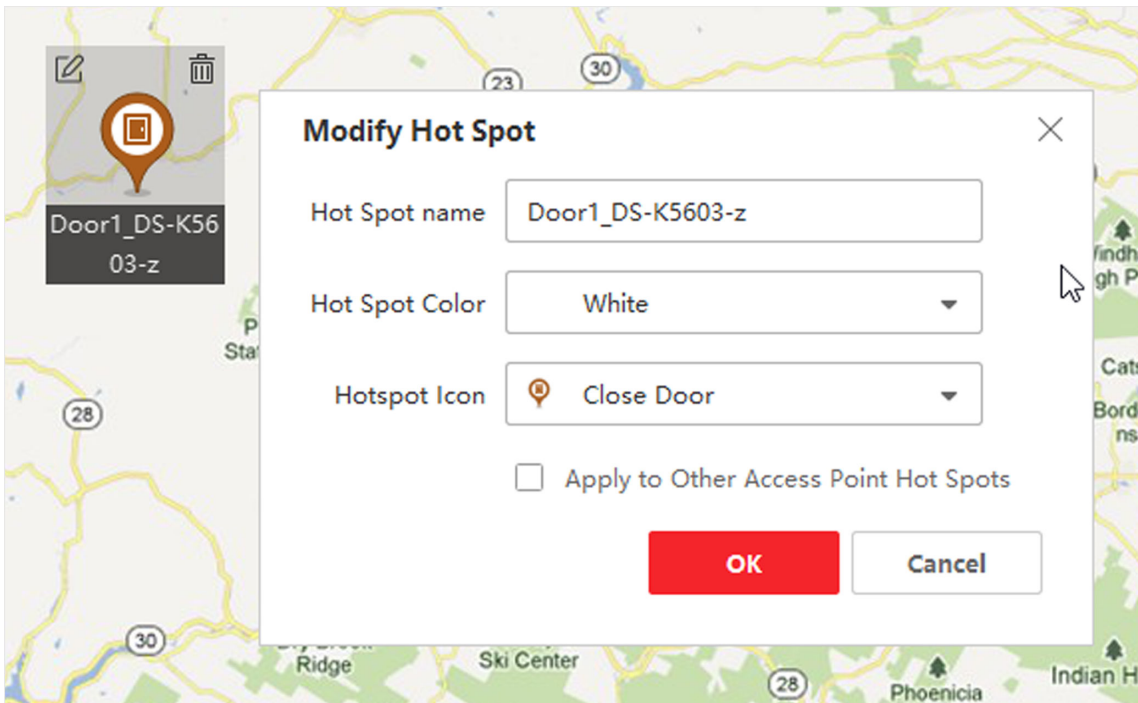 23
30
Modify Hot Spot
Door1_DS-K56
03-z
Hot Spot name
Door1_DS-K5603-z
Hot Spot Color
White
Hotspot Icon
Close Door
28
Apply to Other Access Point Hot Spots
OK
Cancel
30
Ridge
Ski Center
28
Phoenicia
Indian H